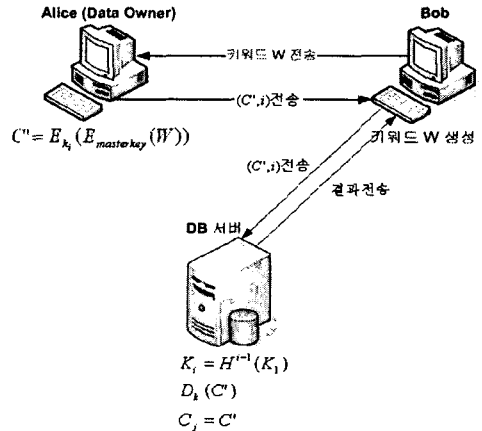 Alice (Data Owner)
Bob
키워드 W 전송
(C',i)전송
C'' = E_{k_i}(E_{masterkey}(W))
키워드 W 생성
(C',i)전송
결과전송
DB 서버
K_i = H^{i-1}(K_1)
D_k(C')
C_j = C'